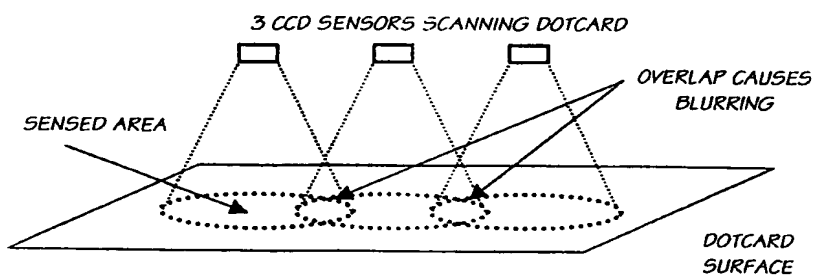 3 CCD SENSORS SCANNING DOTCARD
OVERLAP CAUSES
BLURRING
SENSED AREA
DOTCARD
SURFACE